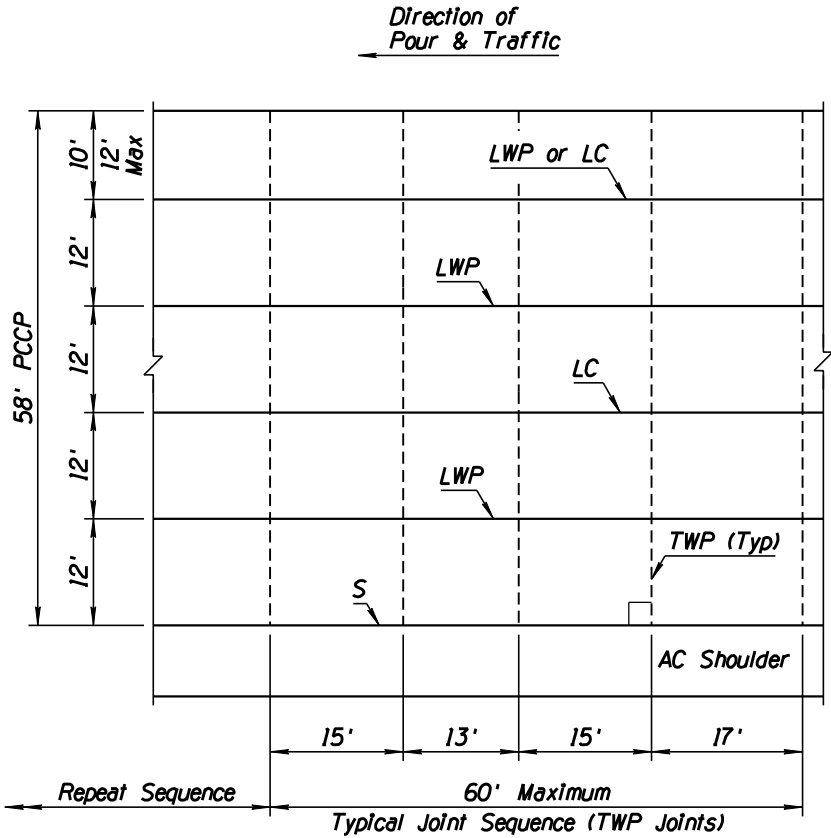 Direction of
Pour & Traffic
10'
12'
Max
LWP or LC
12'
LWP
12'
58' PCCP
LC
12'
LWP
12'
TWP (Typ)
S
AC Shoulder
15'
13'
15'
17'
Repeat Sequence
60' Maximum
Typical Joint Sequence (TWP Joints)